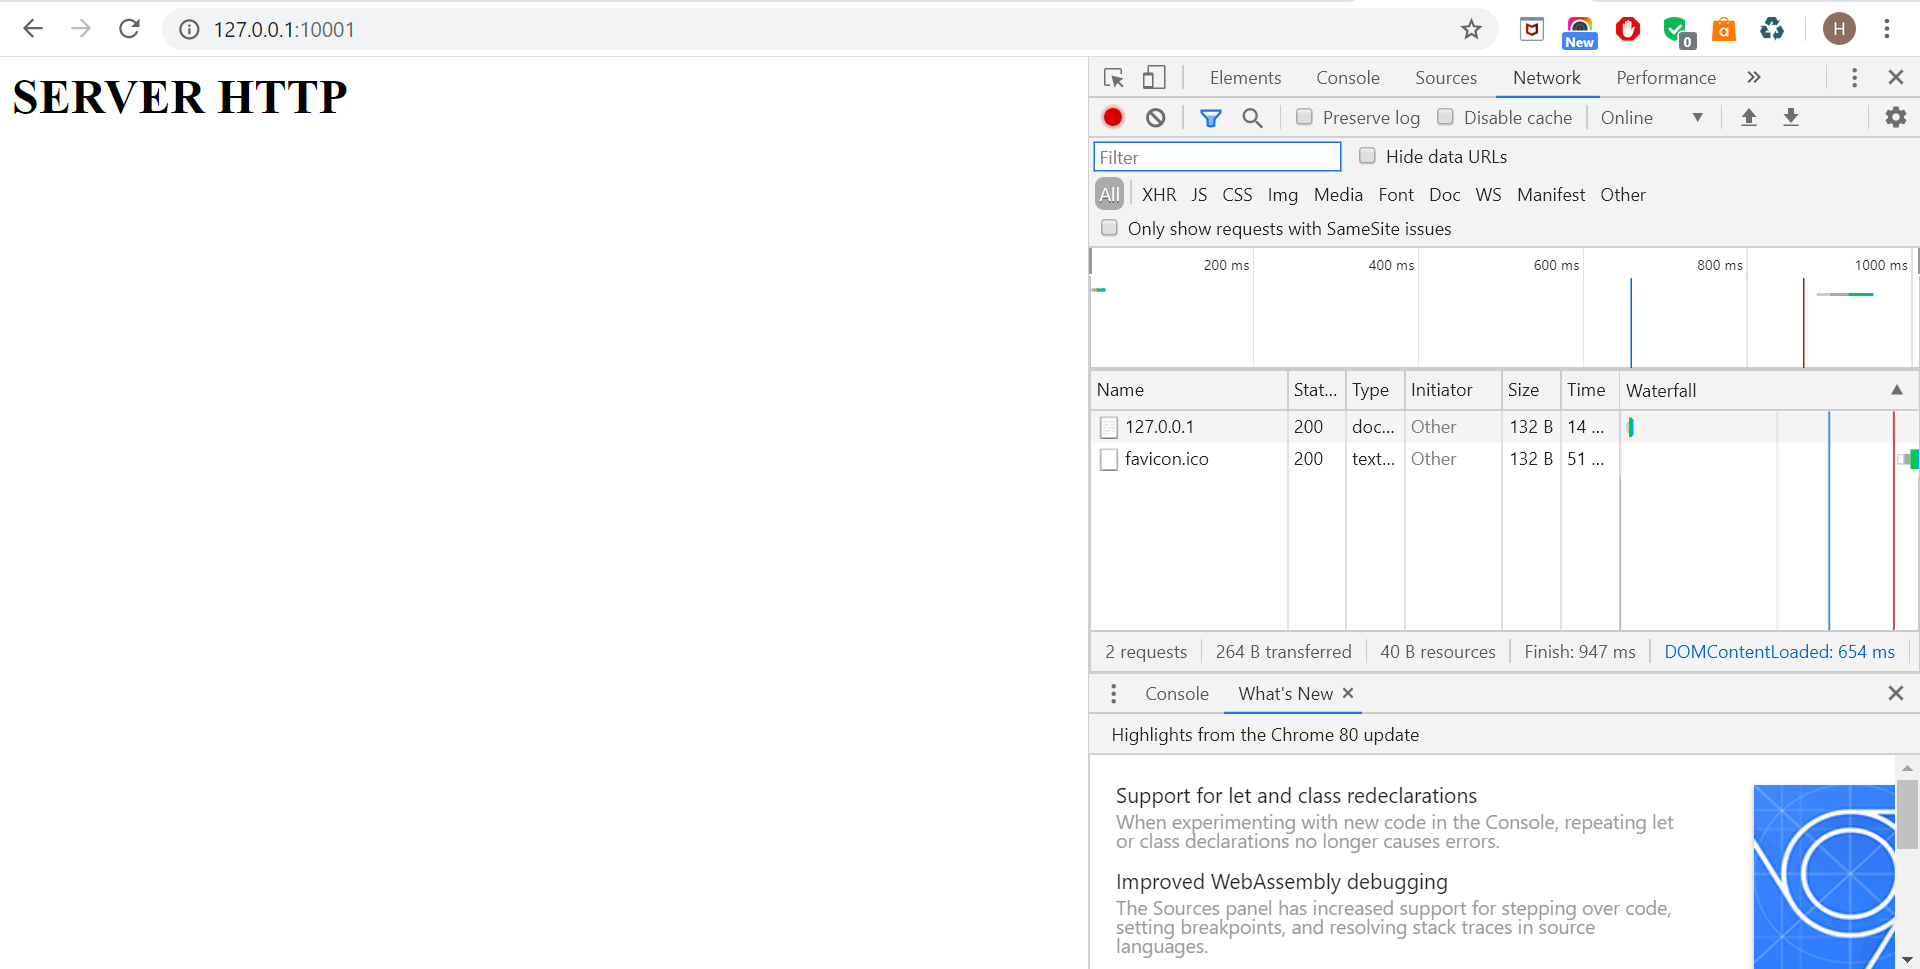 127.0.0.1:10001
New
0
a
H
SERVER HTTP
Elements Console Sources Network Performance »
Preserve log Disable cache Online
Filter Hide data URLs
All XHR JS CSS Img Media Font Doc WS Manifest Other
Only show requests with SameSite issues
200 ms 400 ms 600 ms 800 ms 1000 ms
Name Stat... Type Initiator Size Time Waterfall
127.0.0.1 200 doc... Other 132 B 14 ...
favicon.ico 200 text... Other 132 B 51 ...
2 requests 264 B transferred 40 B resources Finish: 947 ms DOMContentLoaded: 654 ms
Console What's New
Highlights from the Chrome 80 update
Support for let and class redeclarations
When experimenting with new code in the Console, repeating let
or class declarations no longer causes errors.
Improved WebAssembly debugging
The Sources panel has increased support for stepping over code,
setting breakpoints, and resolving stack traces in source
languages.